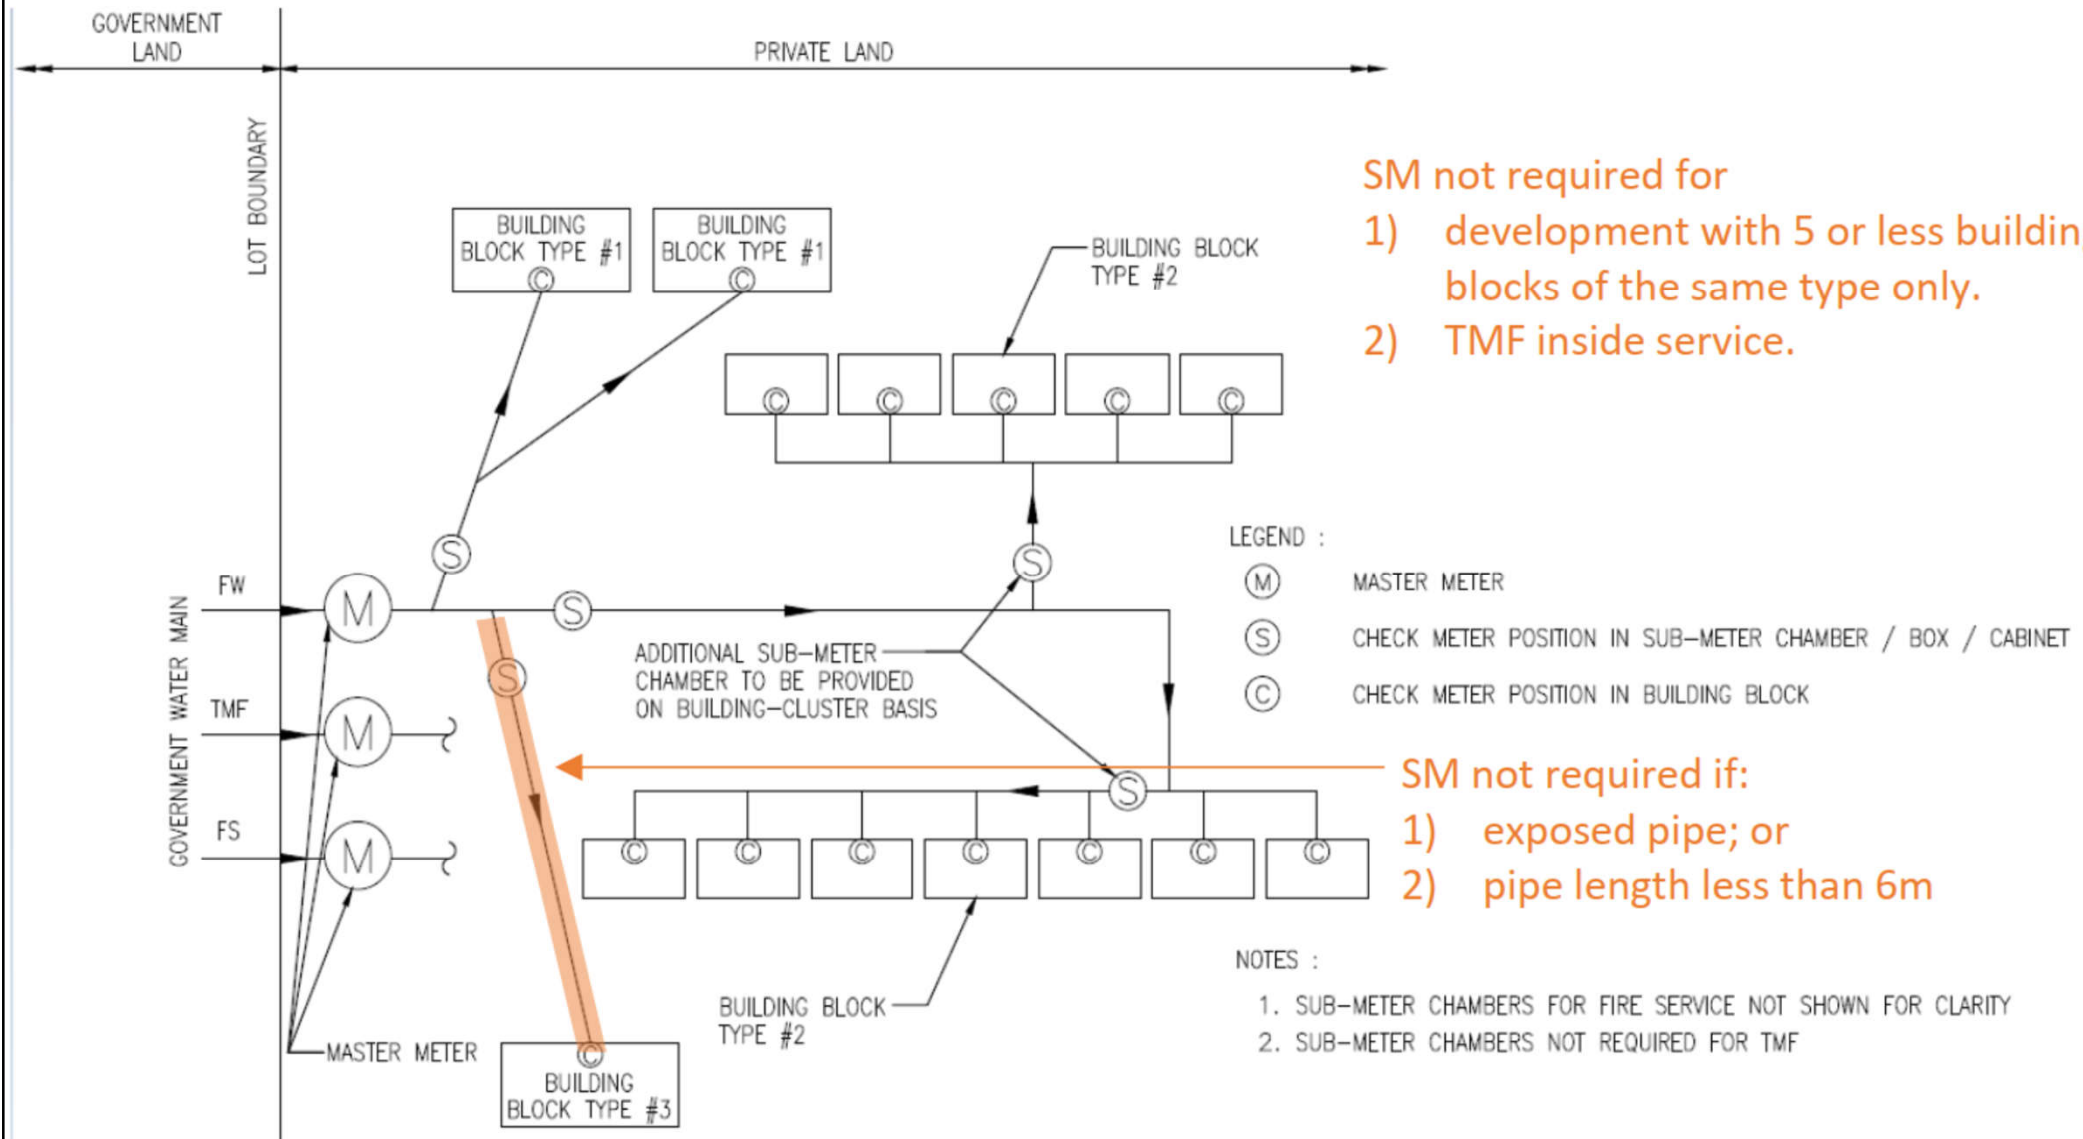 GOVERNMENT
LAND
PRIVATE LAND
LOT BOUNDARY
BUILDING
BLOCK TYPE #1
C
BUILDING
BLOCK TYPE #1
C
BUILDING BLOCK
TYPE #2
SM not required for
1) development with 5 or less buildin
blocks of the same type only.
2) TMF inside service.
C C C C C
S
S
GOVERNMENT WATER MAIN
FW
M
S
S
TMF
M
FS
M
ADDITIONAL SUB-METER
CHAMBER TO BE PROVIDED
ON BUILDING-CLUSTER BASIS
S
C C C C C C C
LEGEND :
M MASTER METER
S CHECK METER POSITION IN SUB-METER CHAMBER / BOX / CABINET
C CHECK METER POSITION IN BUILDING BLOCK
SM not required if:
1) exposed pipe; or
2) pipe length less than 6m
BUILDING BLOCK
TYPE #2
MASTER METER
C
BUILDING
BLOCK TYPE #3
NOTES :
1. SUB-METER CHAMBERS FOR FIRE SERVICE NOT SHOWN FOR CLARITY
2. SUB-METER CHAMBERS NOT REQUIRED FOR TMF